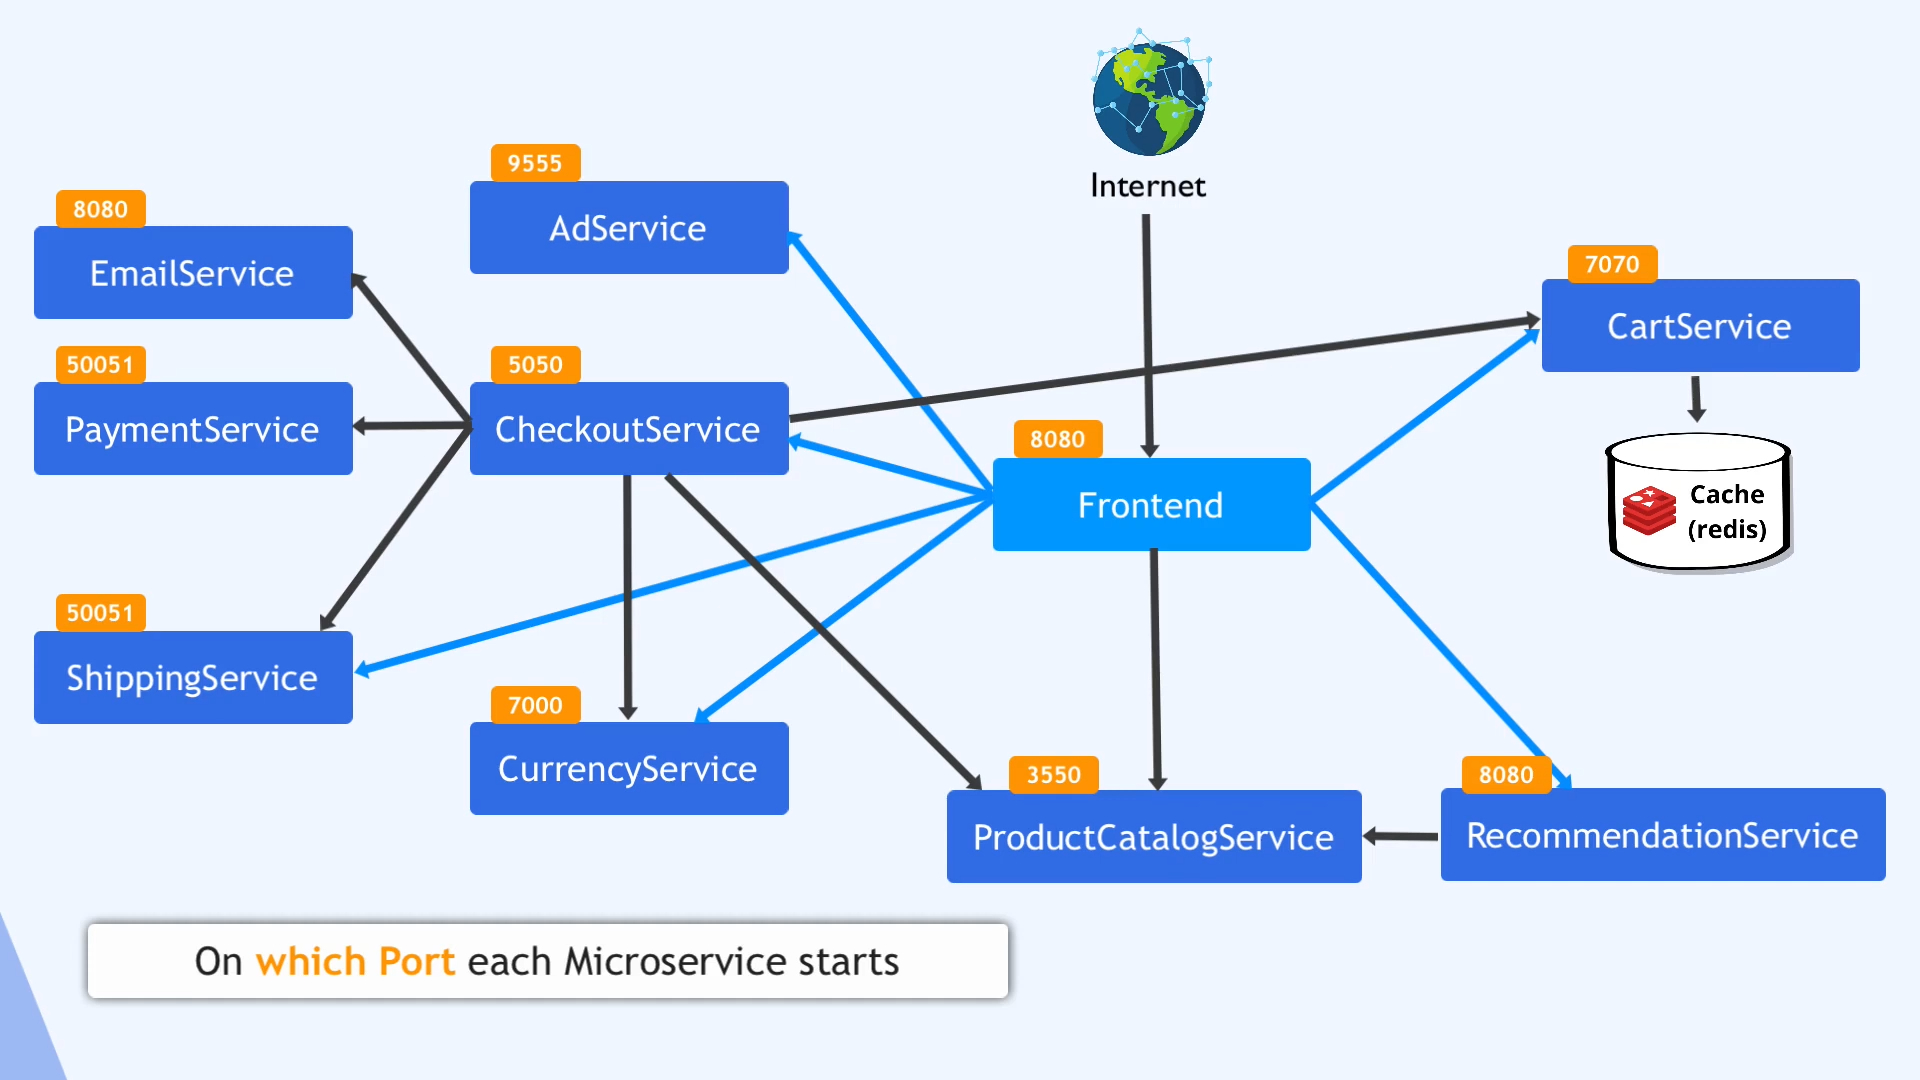 Internet
9555
AdService
8080
EmailService
7070
CartService
50051
PaymentService
5050
CheckoutService
8080
Frontend
Cache
(redis)
50051
ShippingService
7000
CurrencyService
3550
ProductCatalogService
8080
RecommendationService
On which Port each Microservice starts